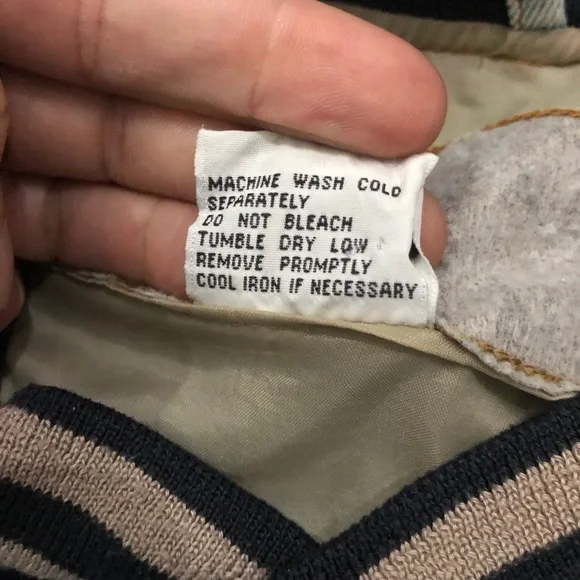 MACHINE WASH COLD
SEPARATELY
DO NOT BLEACH
TUMBLE DRY LOW
REMOVE PROMPTLY
COOL IRON IF NECESSARY